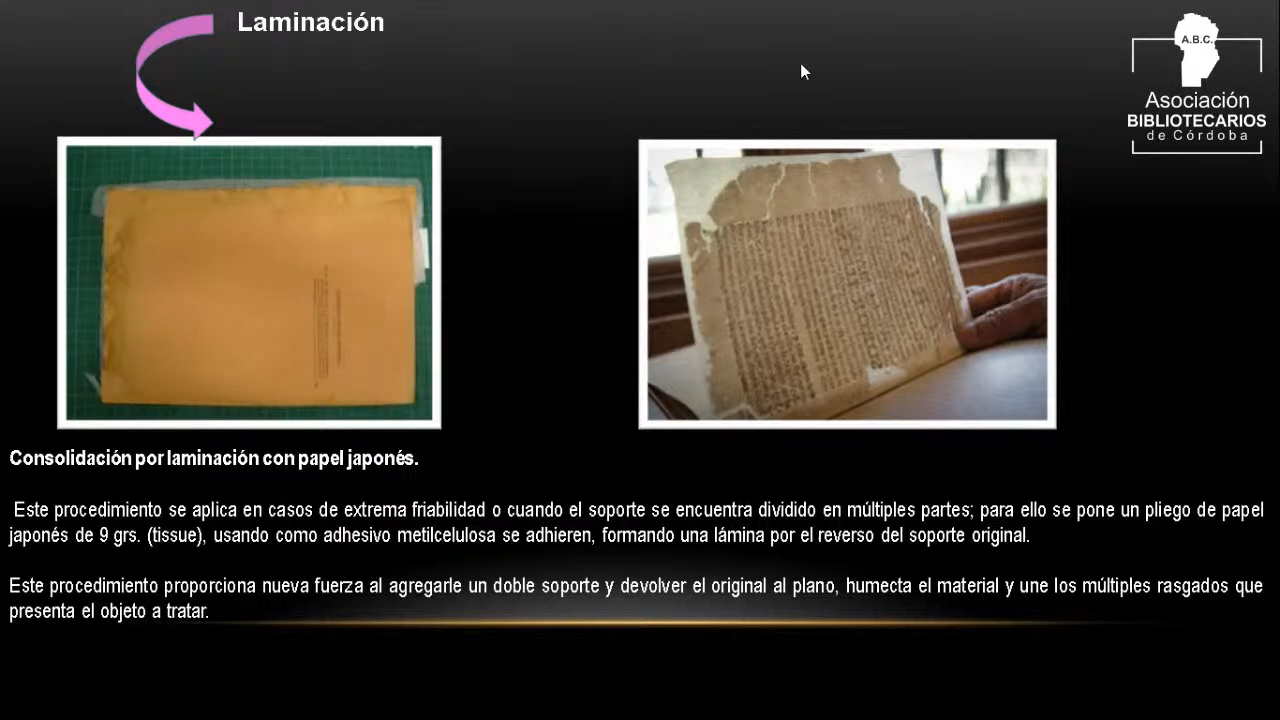 Laminación
A.B.C.
Asociación
BIBLIOTECARIOS
de Córdoba
Consolidación por laminación con papel japonés.
Este procedimiento se aplica en casos de extrema friabilidad o cuando el soporte se encuentra dividido en múltiples partes; para ello se pone un pliego de papel
japonés de 9 grs. (tissue), usando como adhesivo metilcelulosa se adhieren, formando una lámina por el reverso del soporte original.
Este procedimiento proporciona nueva fuerza al agregarle un doble soporte y devolver el original al plano, humecta el material y une los múltiples rasgados que
presenta el objeto a tratar.